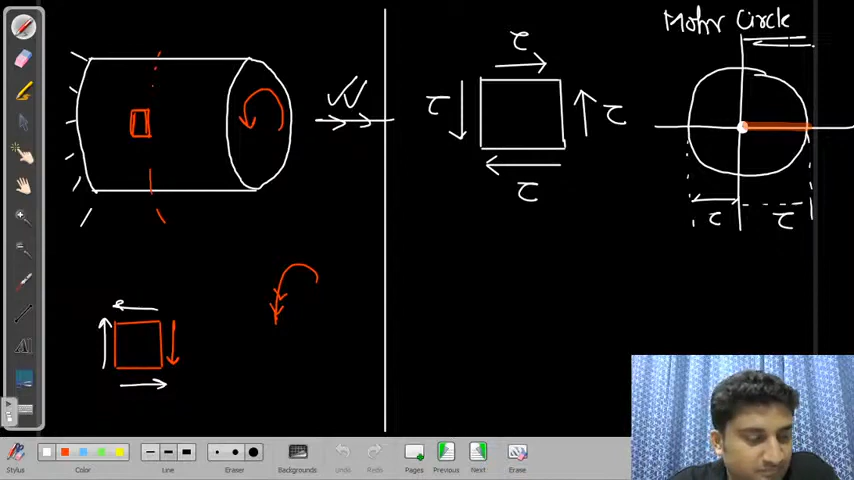 Mohr Circle
τ
τ
τ
τ
τ
τ
Stylus
Color
Line
Eraser
Backgrounds
Undo
Redo
Pages
Previous
Next
Erase